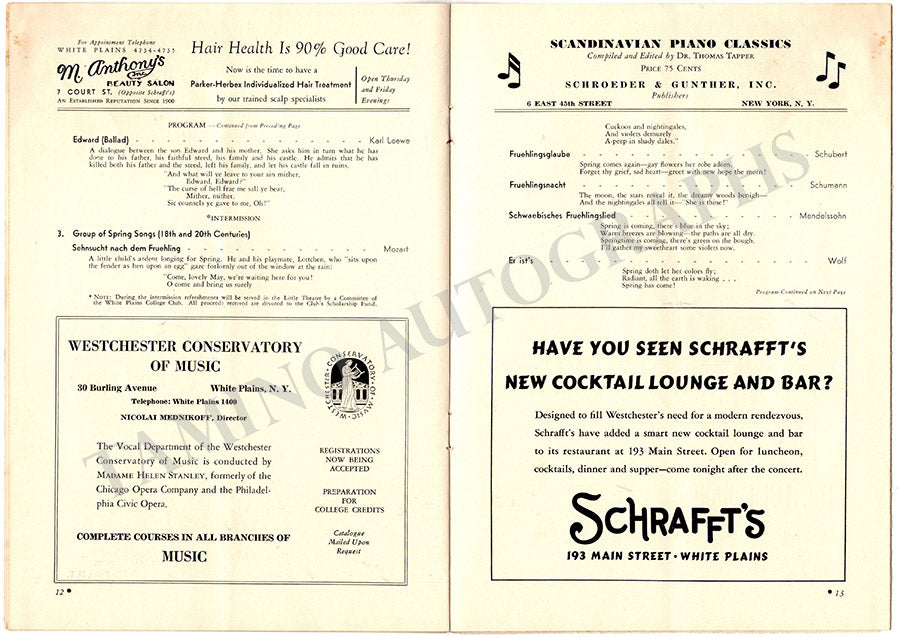 For Appointment Telephone
WHITE PLAINS 4734-4735
M. Anthony's
Inc.
BEAUTY SALON
7 COURT ST. (Opposite Schraft's)
AN ESTABLISHED REPUTATION SINCE 1900
Hair Health Is 90% Good Care!
Now is the time to have a
Parker-Herbex Individualized Hair Treatment
by our trained scalp specialists
Open Thursday
and Friday
Evenings
PROGRAM — Continued from Preceding Page
Edward (Ballad) - - - - - - - - - - Karl Loewe
A dialogue between the son Edward and his mother. She asks him in turn what he has
done to his father, his faithful steed, his family and his castle. He admits that he has
killed both his father and the steed, left his family, and let his castle fall in ruins.
"And what will ye leave to your ain mither,
Edward, Edward?"
"The curse of hell frae me sall ye bear,
Mither, mither,
Sic counsels ye gave to me, Oh!"
*INTERMISSION
3. Group of Spring Songs (18th and 20th Centuries)
Sehnsucht nach dem Fruehling - - - - - - - - Mozart
A little child's ardent longing for Spring. He and his playmate, Lottchen, who "sits upon
the fender as hen upon an egg" gaze forlornly out of the window at the rain:
"Come, lovely May, we're waiting here for you!
O come and bring us surely
* NOTE: During the intermission refreshments will be served in the Little Theatre by a Committee of
the White Plains College Club. All proceeds received are devoted to the Club's Scholarship Fund.
WESTCHESTER CONSERVATORY
OF MUSIC
30 Burling Avenue White Plains, N. Y.
Telephone: White Plains 1400
NICOLAI MEDNIKOFF, Director
WESTCHESTER · CONSERVATORY · OF · MUSIC
The Vocal Department of the Westchester
Conservatory of Music is conducted by
MADAME HELEN STANLEY, formerly of the
Chicago Opera Company and the Philadel-
phia Civic Opera.
REGISTRATIONS
NOW BEING
ACCEPTED
PREPARATION
FOR
COLLEGE CREDITS
Catalogue
Mailed Upon
Request
COMPLETE COURSES IN ALL BRANCHES OF
MUSIC
12 •
SCANDINAVIAN PIANO CLASSICS
Compiled and Edited by DR. THOMAS TAPPER
PRICE 75 CENTS
SCHROEDER & GUNTHER, INC.
Publishers
6 EAST 45th STREET NEW YORK, N. Y.
Cuckoos and nightingales,
And violets demurely
A-peep in shady dales."
Fruehlingsglaube - - - - - - - - - - Schubert
Spring comes again—gay flowers her robe adorn,
Forget thy grief, sad heart—greet with new hope the morn!
Fruehlingsnacht - - - - - - - - - - Schumann
The moon, the stars reveal it, the dreamy woods benigh—
And the nightingales all tell it—"She is thine!"
Schwaebisches Fruehlingslied - - - - - - - - Mendelssohn
Spring is coming, there's blue in the sky;
Warm breezes are blowing—the paths are all dry.
Springtime is coming, there's green on the bough,
I'll gather my sweetheart some violets now.
Er ist's - - - - - - - - - - - Wolf
Spring doth let her colors fly;
Radiant, all the earth is waking . . .
Spring has come!
Program Continued on Next Page
HAVE YOU SEEN SCHRAFFT'S
NEW COCKTAIL LOUNGE AND BAR?
Designed to fill Westchester's need for a modern rendezvous,
Schrafft's have added a smart new cocktail lounge and bar
to its restaurant at 193 Main Street. Open for luncheon,
cocktails, dinner and supper—come tonight after the concert.
SCHRAFFT'S
193 MAIN STREET · WHITE PLAINS
• 13
TAMINO AUTOGRAPHS